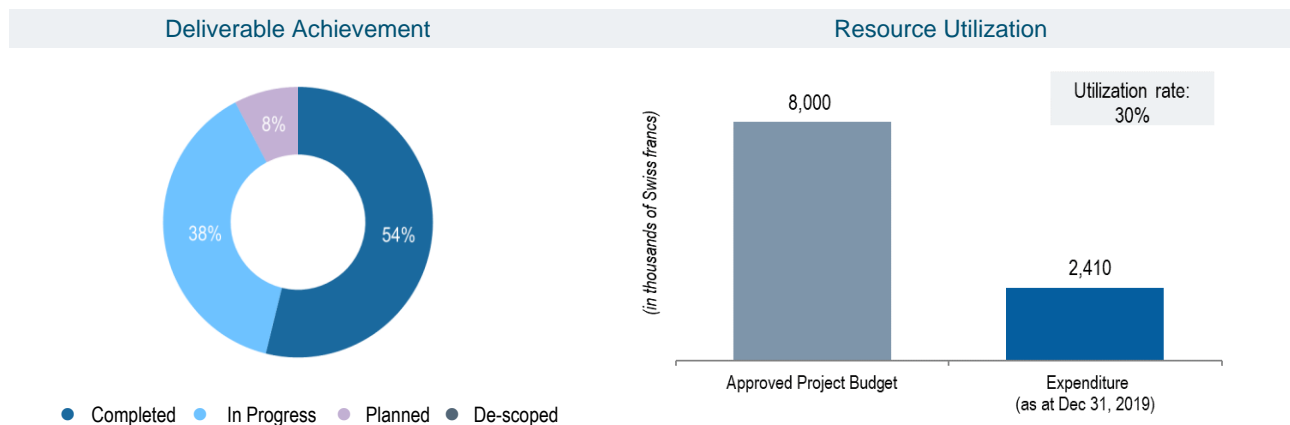 Deliverable Achievement
8%
38%
54%
Completed
In Progress
Planned
De-scoped
Resource Utilization
(in thousands of Swiss francs)
8,000
2,410
Utilization rate:
30%
Approved Project Budget
Expenditure
(as at Dec 31, 2019)